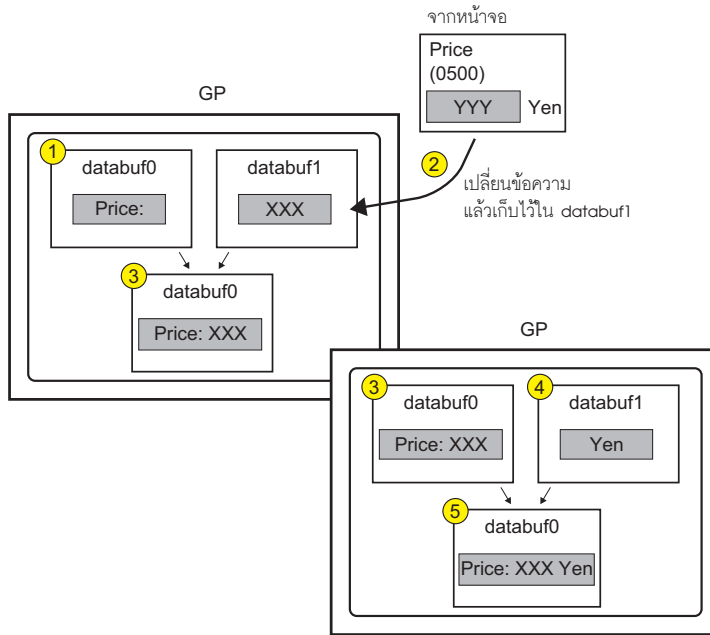 จากหน้าจอ
Price
(0500)
YYY Yen
GP
1
databuf0
Price:
databuf1
XXX
2
เปลี่ยนข้อความ
แล้วเก็บไว้ใน databuf1
3
databuf0
Price: XXX
GP
3
databuf0
Price: XXX
4
databuf1
Yen
5
databuf0
Price: XXX Yen